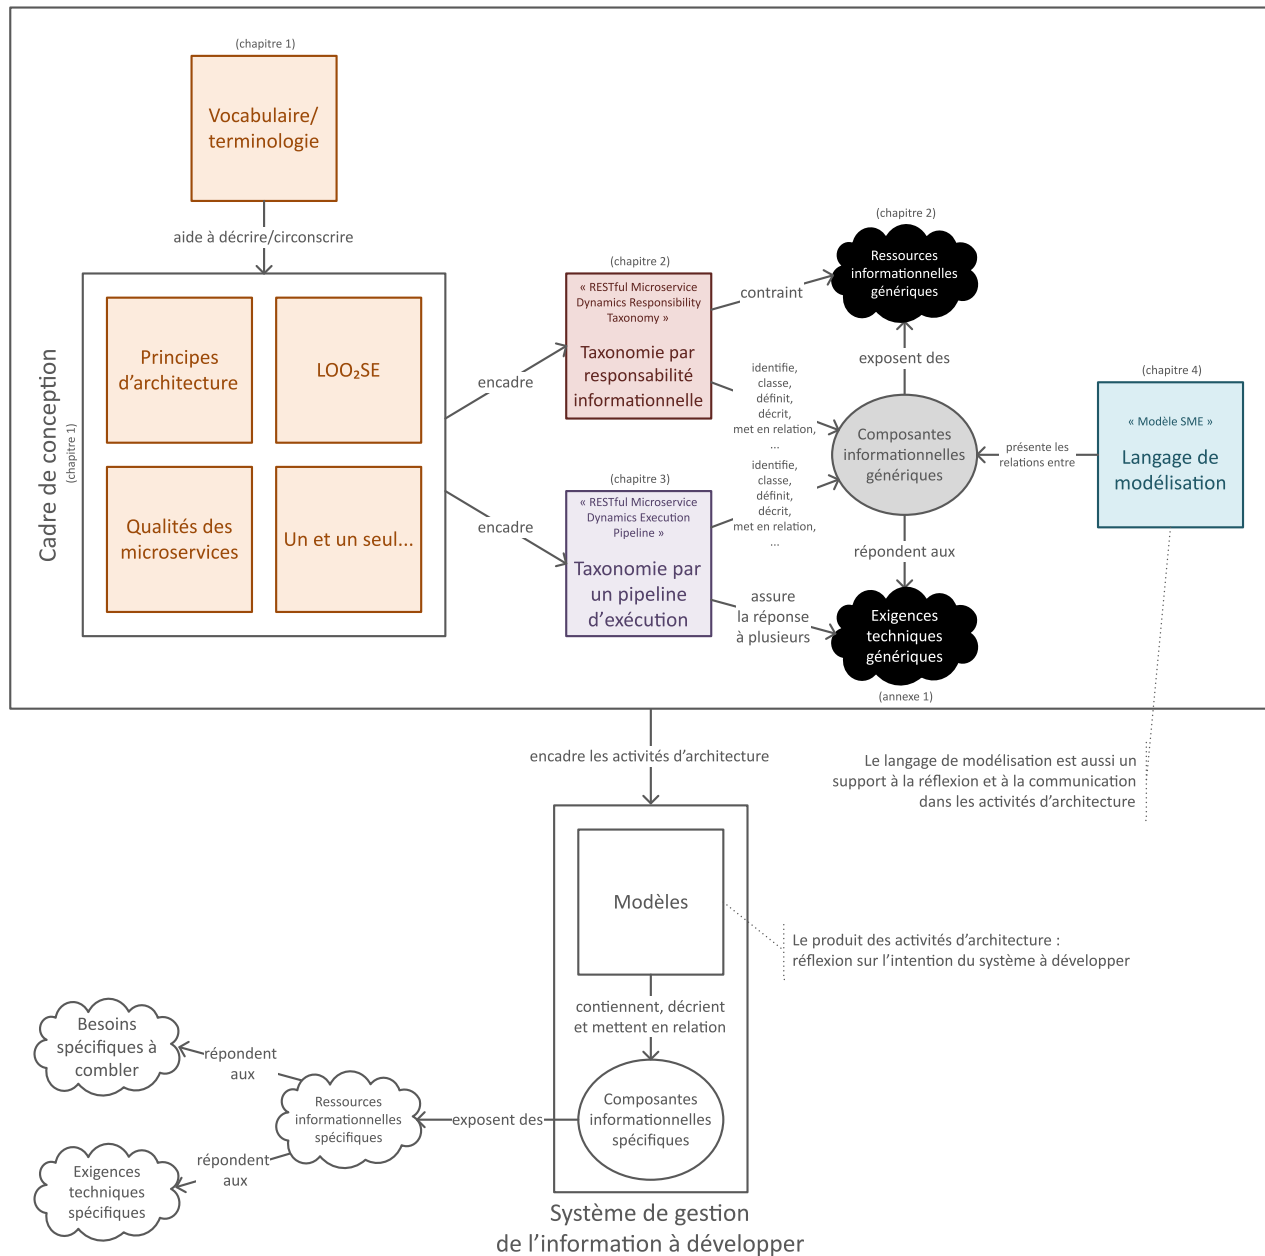 (chapitre 1)
Vocabulaire/
terminologie
aide à décrire/circonscrire
Cadre de conception
(chapitre 1)
Principes
d’architecture
LOO₂SE
Qualités des
microservices
Un et un seul...
encadre
encadre
(chapitre 2)
« RESTful Microservice
Dynamics Responsibility
Taxonomy »
Taxonomie par
responsabilité
informationnelle
(chapitre 3)
« RESTful Microservice
Dynamics Execution
Pipeline »
Taxonomie par
un pipeline
d’exécution
contraint
identifie,
classe,
définit,
décrit,
met en relation,
...
identifie,
classe,
définit,
décrit,
met en relation,
...
assure
la réponse
à plusieurs
(chapitre 2)
Ressources
informationnelles
génériques
exposent des
Composantes
informationnelles
génériques
répondent aux
Exigences
techniques
génériques
(annexe 1)
présente les
relations entre
(chapitre 4)
« Modèle SME »
Langage de
modélisation
encadre les activités d’architecture
Le langage de modélisation est aussi un
support à la réflexion et à la communication
dans les activités d’architecture
Modèles
Le produit des activités d’architecture :
réflexion sur l’intention du système à développer
contiennent, décrient
et mettent en relation
Composantes
informationnelles
spécifiques
exposent des
Ressources
informationnelles
spécifiques
répondent
aux
Besoins
spécifiques à
combler
répondent
aux
Exigences
techniques
spécifiques
Système de gestion
de l’information à développer